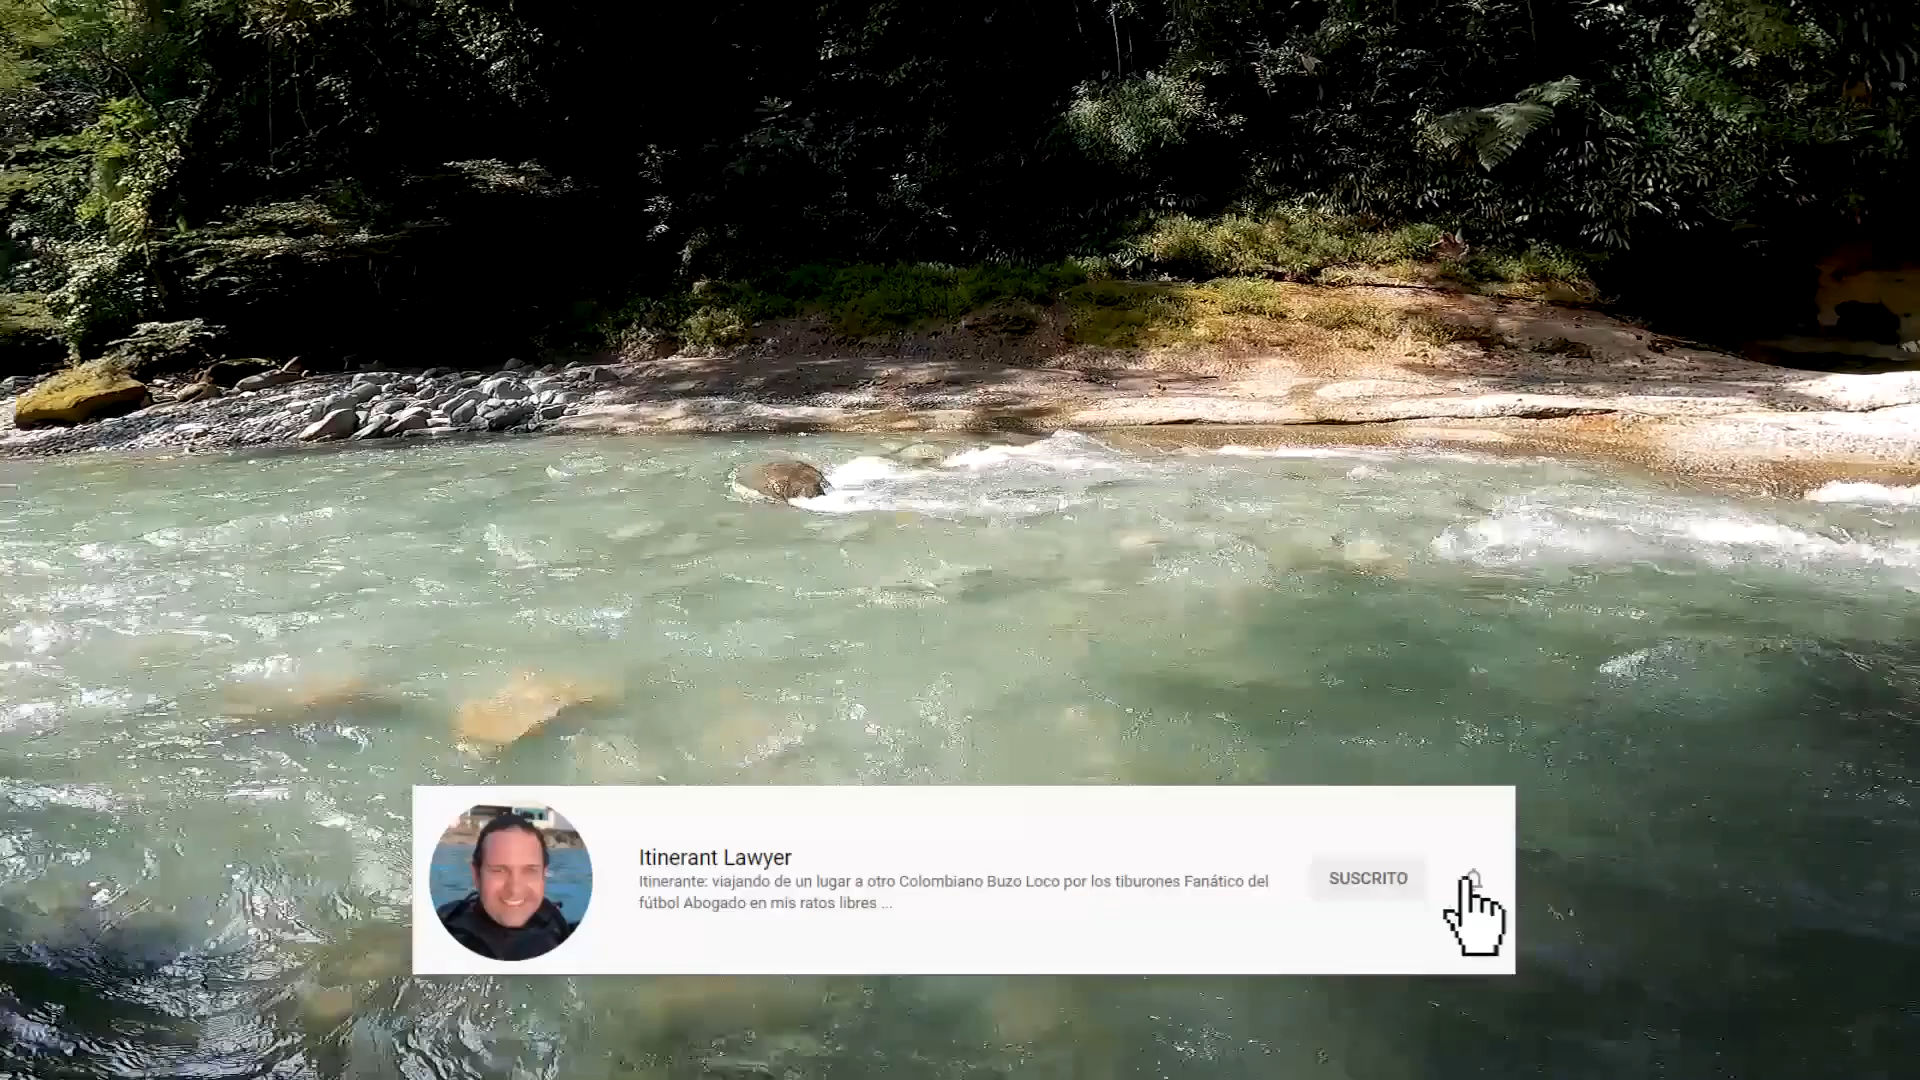 Itinerant Lawyer
Itinerante: viajando de un lugar a otro Colombiano Buzo Loco por los tiburones Fanático del
fútbol Abogado en mis ratos libres ...
SUSCRITO